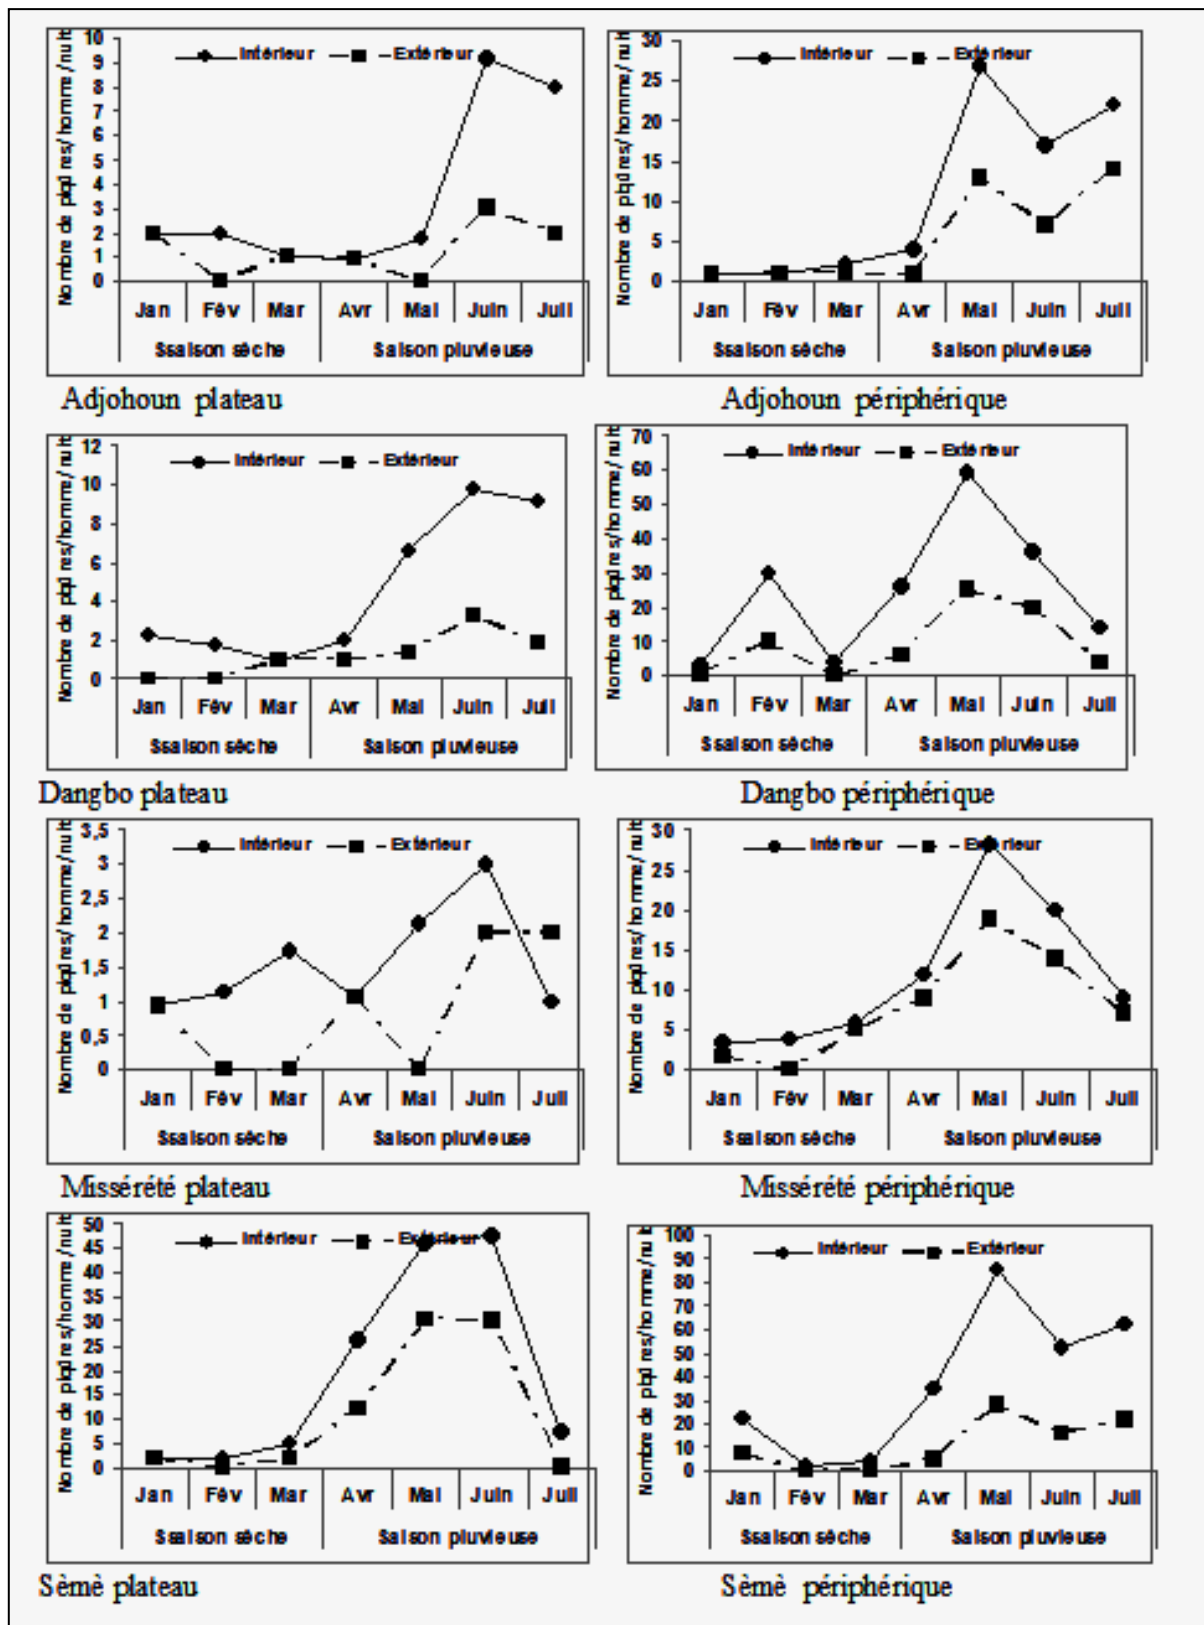 Nombre de piqûres/homme/nuit
10
9
8
7
6
5
4
3
2
1
0
Intérieur Extérieur
Jan Fév Mar Avr Mai Juin Juil
Ssaison sèche Saison pluvieuse
Adjohoun plateau
Nombre de piqûres/homme/nuit
30
25
20
15
10
5
0
Intérieur Extérieur
Jan Fév Mar Avr Mai Juin Juil
Ssaison sèche Saison pluvieuse
Adjohoun périphérique
Nombre de piqûres/homme/nuit
12
10
8
6
4
2
0
Intérieur Extérieur
Jan Fév Mar Avr Mai Juin Juil
Ssaison sèche Saison pluvieuse
Dangbo plateau
Nombre de piqûres/homme/nuit
70
60
50
40
30
20
10
0
Intérieur Extérieur
Jan Fév Mar Avr Mai Juin Juil
Ssaison sèche Saison pluvieuse
Dangbo périphérique
Nombre de piqûres/homme/nuit
3,5
3
2,5
2
1,5
1
0,5
0
Intérieur Extérieur
Jan Fév Mar Avr Mai Juin Juil
Ssaison sèche Saison pluvieuse
Missérété plateau
Nombre de piqûres/homme/nuit
30
25
20
15
10
5
0
Intérieur Extérieur
Jan Fév Mar Avr Mai Juin Juil
Ssaison sèche Saison pluvieuse
Missérété périphérique
Nombre de piqûres/homme/nuit
50
45
40
35
30
25
20
15
10
5
0
Intérieur Extérieur
Jan Fév Mar Avr Mai Juin Juil
Ssaison sèche Saison pluvieuse
Sèmè plateau
Nombre de piqûres/homme/nuit
100
90
80
70
60
50
40
30
20
10
0
Intérieur Extérieur
Jan Fév Mar Avr Mai Juin Juil
Ssaison sèche Saison pluvieuse
Sèmè périphérique